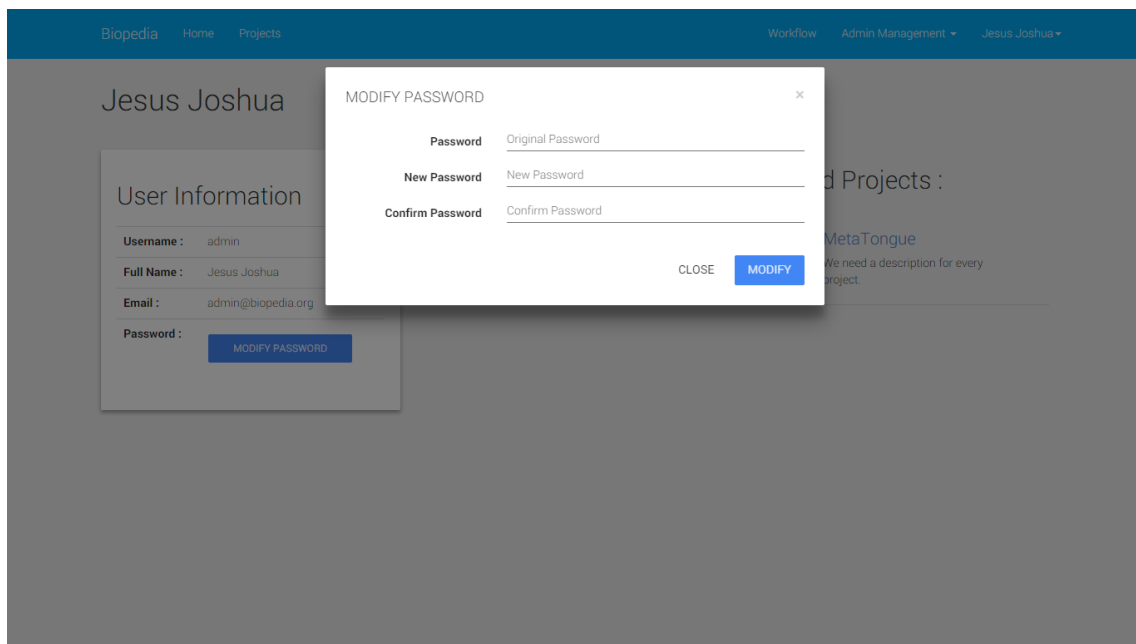 Biopedia Home Projects Workflow Admin Management Jesus Joshua
Jesus Joshua
MODIFY PASSWORD ×
Password Original Password
New Password New Password
Confirm Password Confirm Password
CLOSE MODIFY
User Information
Username : admin
Full Name : Jesus Joshua
Email : admin@biopedia.org
Password : MODIFY PASSWORD
d Projects :
MetaTongue
We need a description for every
project.